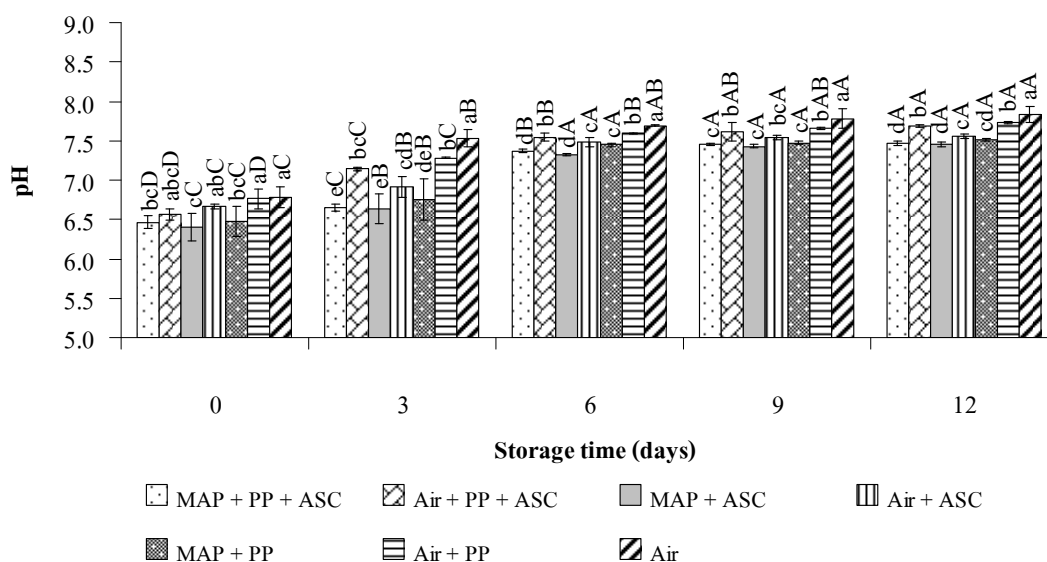 9.0
8.5
8.0
7.5
7.0
6.5
6.0
5.5
5.0
pH
bcD abcdD cC abC bcC aD aC
eC bcC eB cdB deB bC aB
dB bB dA cA cA bB aAB
cA bAB cA bcA cA bAB aA
dA bA dA cA cdA bA aA
0 3 6 9 12
Storage time (days)
MAP + PP + ASC Air + PP + ASC MAP + ASC Air + ASC
MAP + PP Air + PP Air